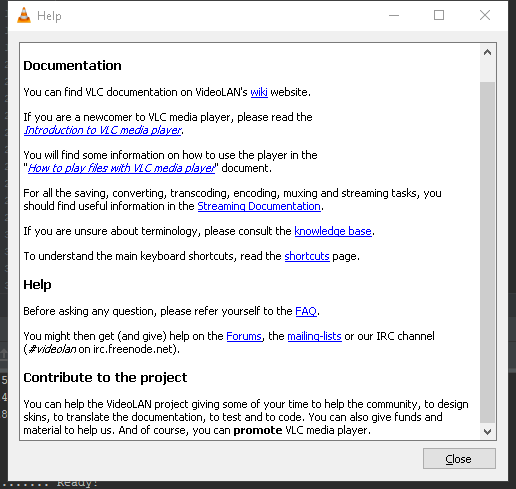 Help
Documentation
You can find VLC documentation on VideoLAN's wiki website.
If you are a newcomer to VLC media player, please read the
Introduction to VLC media player.
You will find some information on how to use the player in the
"How to play files with VLC media player" document.
For all the saving, converting, transcoding, encoding, muxing and streaming tasks, you
should find useful information in the Streaming Documentation.
If you are unsure about terminology, please consult the knowledge base.
To understand the main keyboard shortcuts, read the shortcuts page.
Help
Before asking any question, please refer yourself to the FAQ.
You might then get (and give) help on the Forums, the mailing-lists or our IRC channel
(#videolan on irc.freenode.net).
Contribute to the project
You can help the VideoLAN project giving some of your time to help the community, to design
skins, to translate the documentation, to test and to code. You can also give funds and
material to help us. And of course, you can promote VLC media player.
Close
....... Ready!